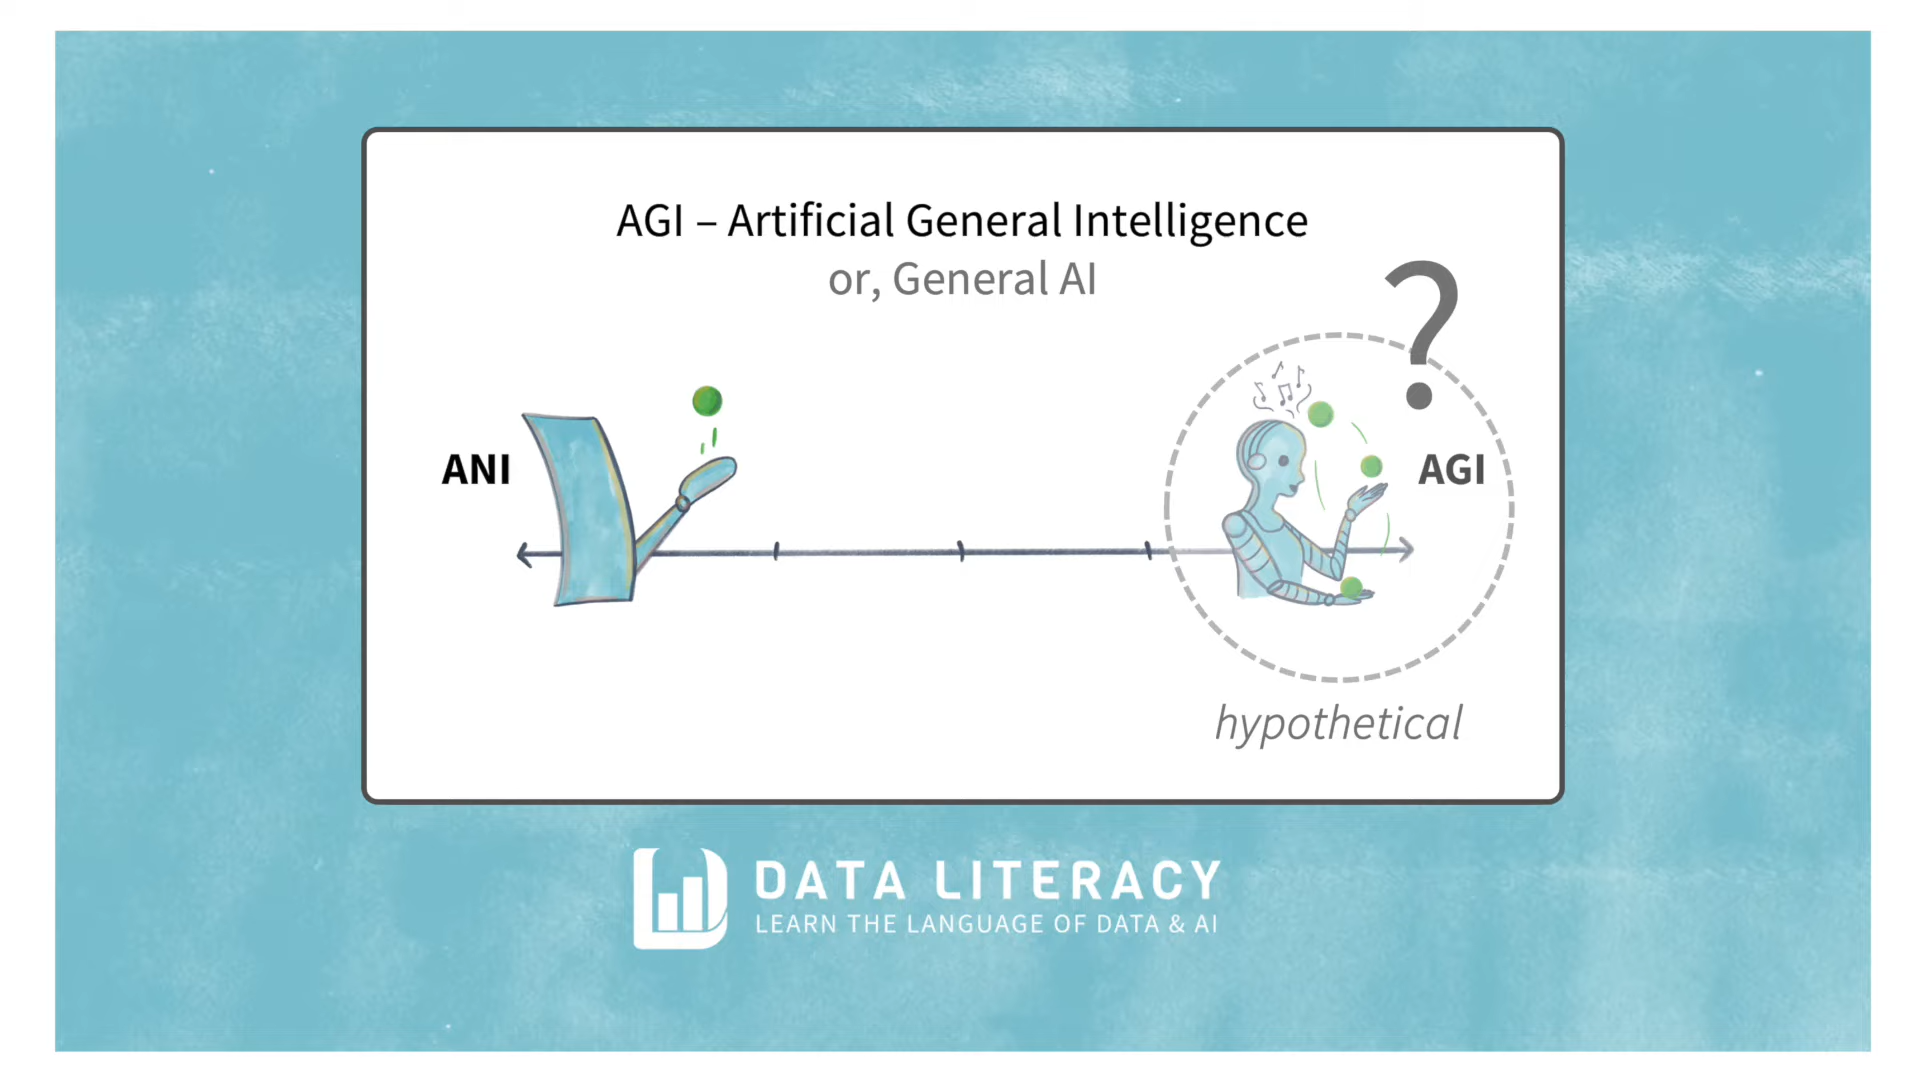 AGI – Artificial General Intelligence
or, General AI
?
ANI
AGI
hypothetical
DATA LITERACY
LEARN THE LANGUAGE OF DATA & AI